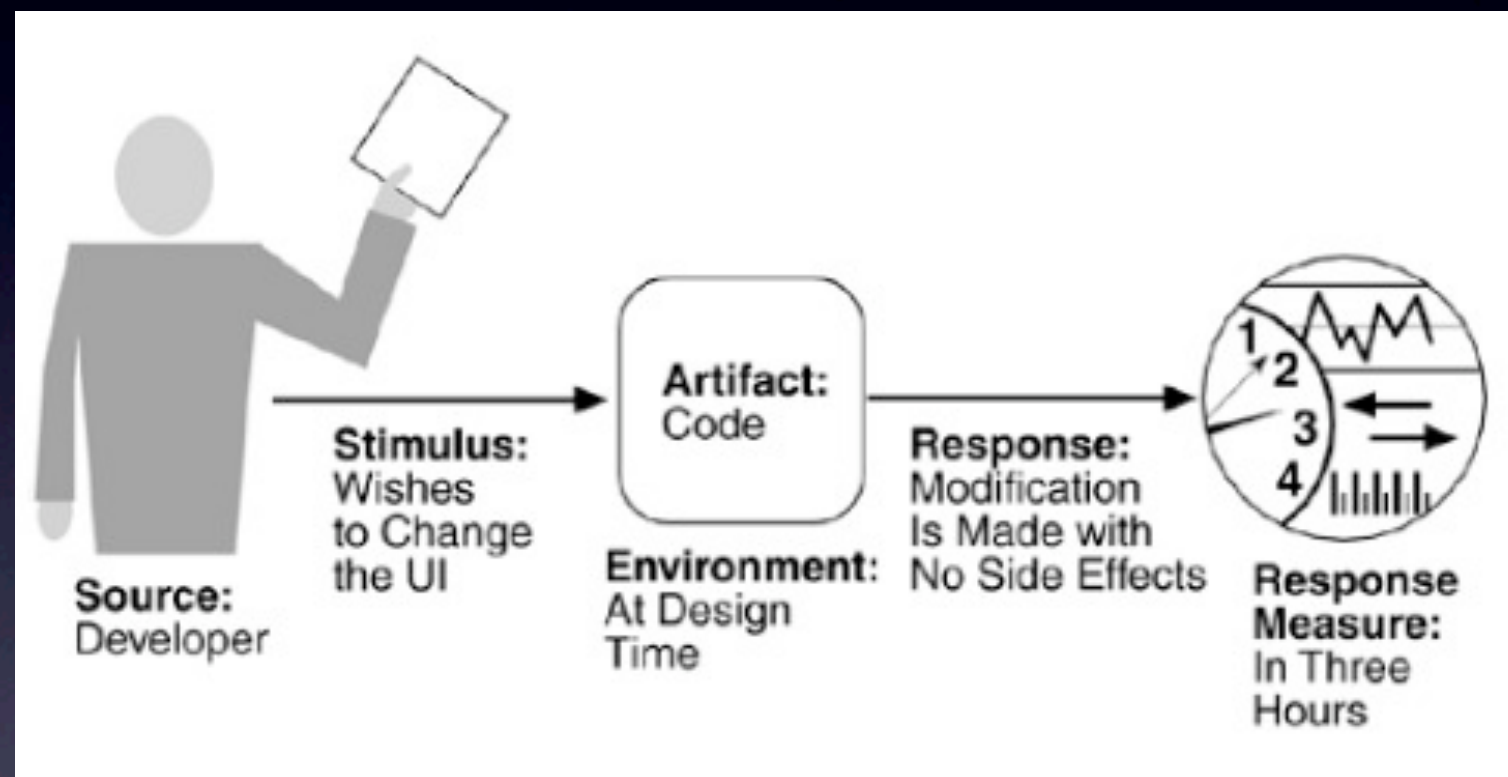 Source:
Developer
Stimulus:
Wishes
to Change
the UI
Artifact:
Code
Environment:
At Design
Time
Response:
Modification
Is Made with
No Side Effects
1
2
3
4
Response
Measure:
In Three
Hours